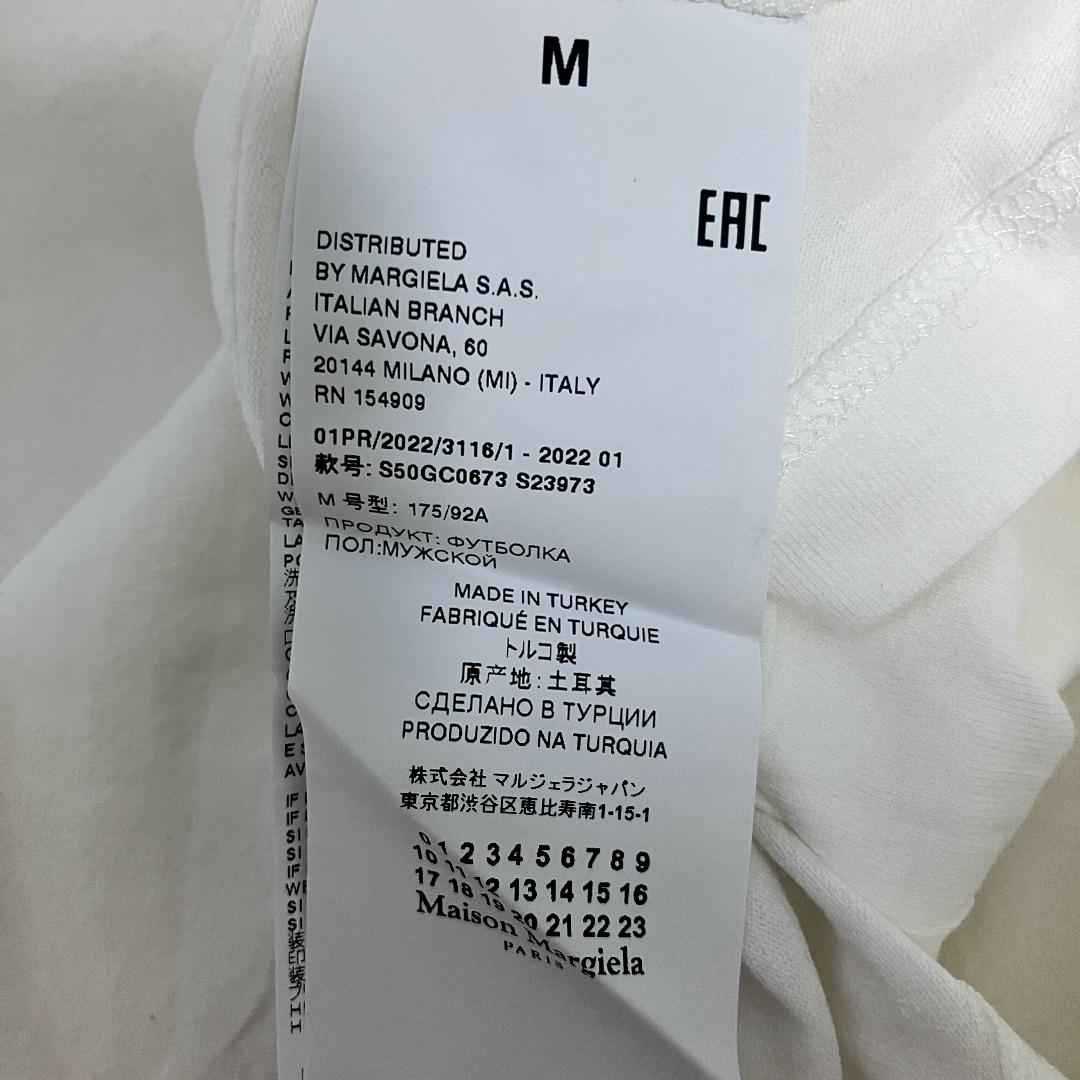 M
EAC
DISTRIBUTED
BY MARGIELA S.A.S.
ITALIAN BRANCH
VIA SAVONA, 60
20144 MILANO (MI) - ITALY
RN 154909
01PR/2022/3116/1 - 2022 01
款号: S50GC0673 S23973
M 号型: 175/92A
ПРОДУКТ: ФУТБОЛКА
ПОЛ:МУЖСКОЙ
MADE IN TURKEY
FABRIQUÉ EN TURQUIE
トルコ製
原产地: 土耳其
СДЕЛАНО В ТУРЦИИ
PRODUZIDO NA TURQUIA
株式会社 マルジェラジャパン
東京都渋谷区恵比寿南1-15-1
0 1 2 3 4 5 6 7 8 9
10 11 12 13 14 15 16
17 18 19 20 21 22 23
Maison Margiela
PARIS